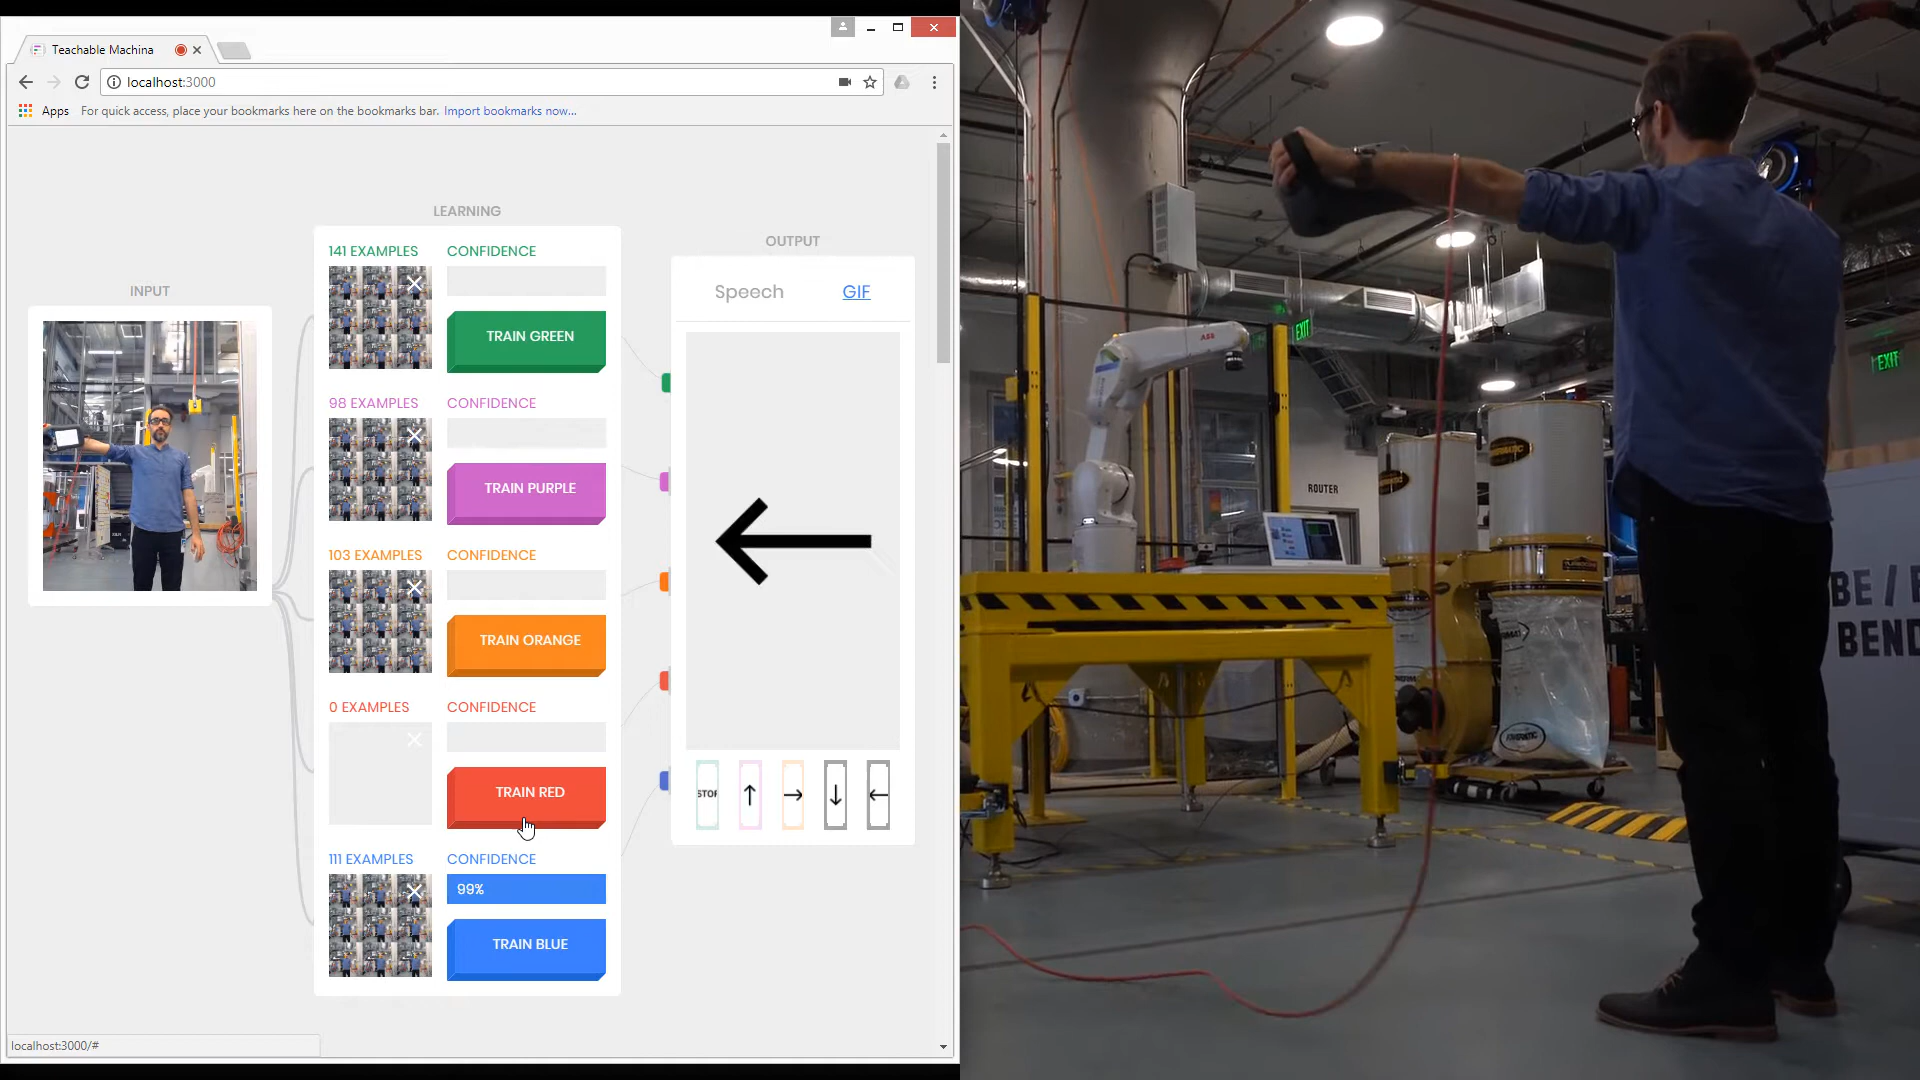 Teachable Machina
localhost:3000
Apps For quick access, place your bookmarks here on the bookmarks bar. Import bookmarks now...
INPUT
LEARNING
141 EXAMPLES CONFIDENCE
TRAIN GREEN
98 EXAMPLES CONFIDENCE
TRAIN PURPLE
103 EXAMPLES CONFIDENCE
TRAIN ORANGE
0 EXAMPLES CONFIDENCE
TRAIN RED
111 EXAMPLES CONFIDENCE
99%
TRAIN BLUE
OUTPUT
Speech GIF
STOP
localhost:3000/#
ABB
EXIT
EXIT
ROUTER
BE / B
BEND